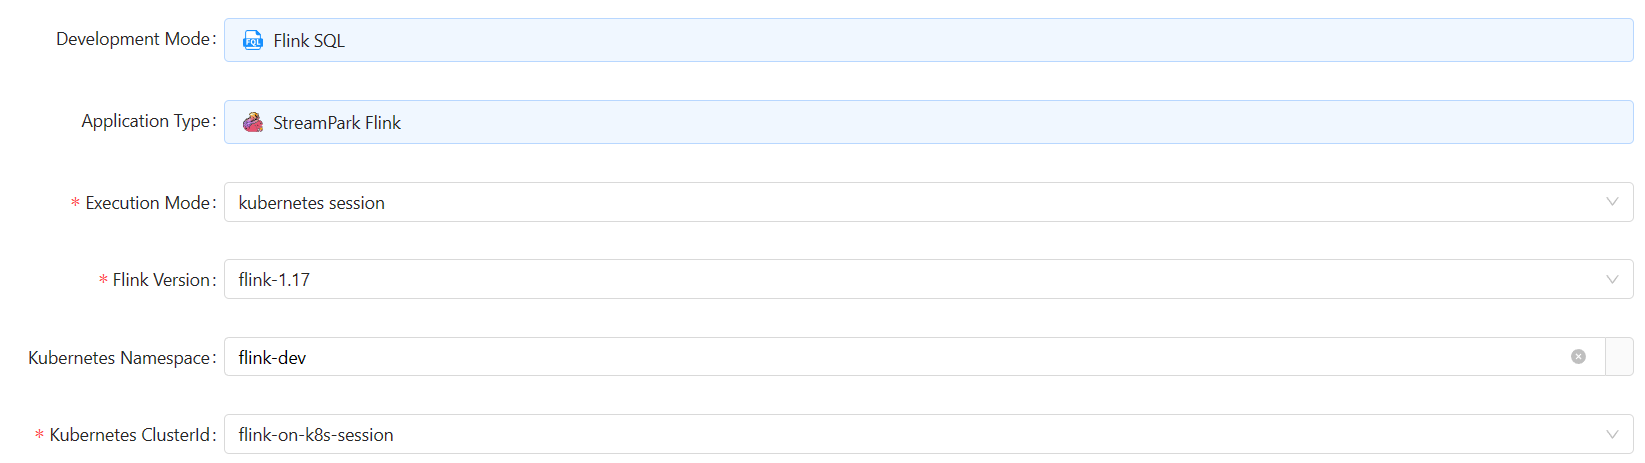 Development Mode: FQL Flink SQL
Application Type: StreamPark Flink
* Execution Mode: kubernetes session
* Flink Version: flink-1.17
Kubernetes Namespace: flink-dev
* Kubernetes ClusterId: flink-on-k8s-session